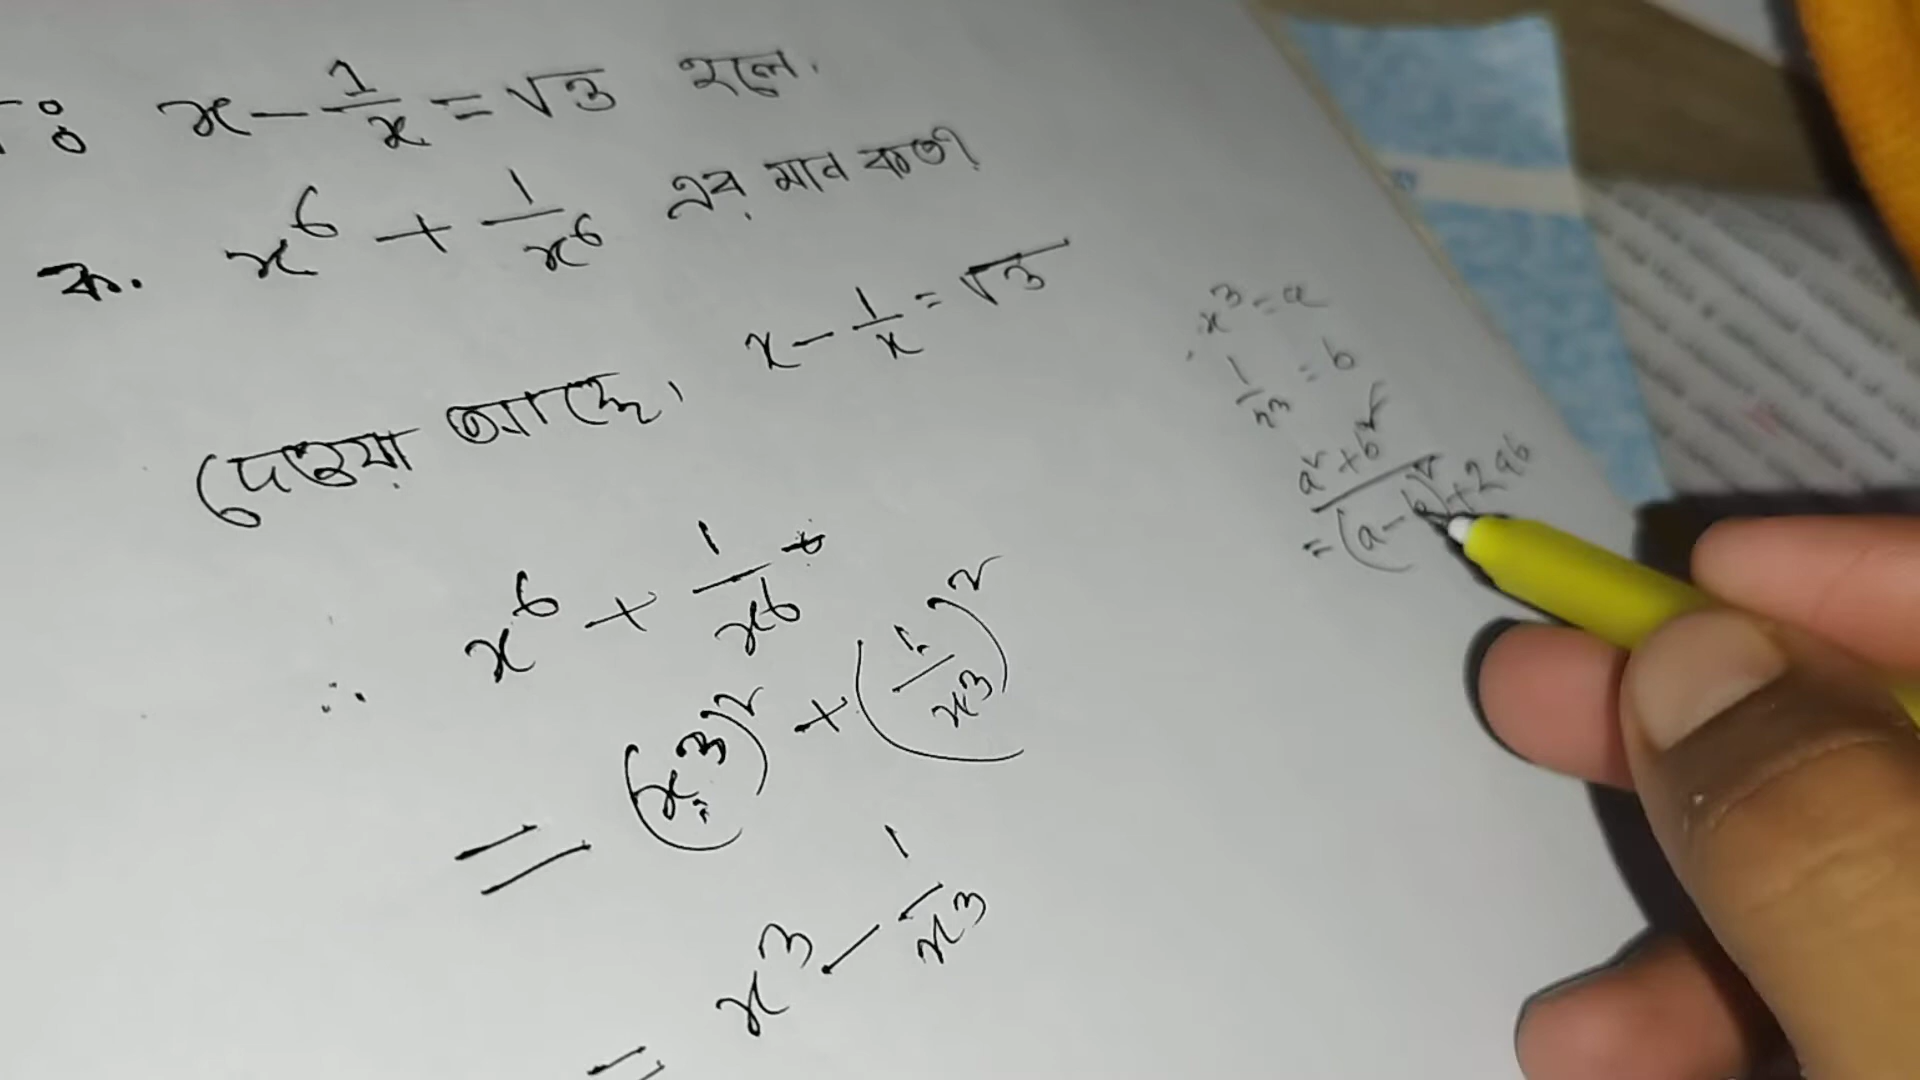 ঃ x - 1/x = √3 হলে.
ক. x⁶ + 1/x⁶ এর মান কত?
দেওয়া আছে, x - 1/x = √3
∴ x⁶ + 1/x⁶
= (x³)² + (1/x³)²
x³ - 1/x³
=
x³ = a
1/x³ = b
a² + b²
= (a - b)² + 2ab